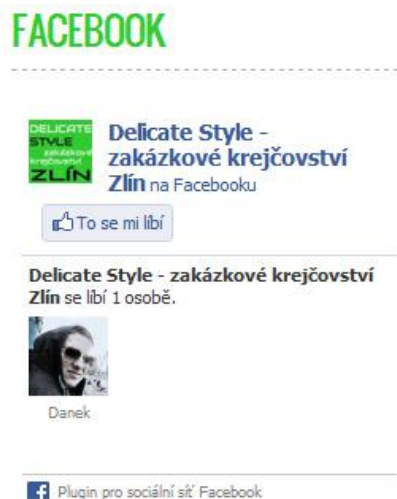 FACEBOOK
DELICATE
STYLE
zakázkové
krejčovství
ZLÍN
Delicate Style -
zakázkové krejčovství
Zlín na Facebooku
To se mi líbí
Delicate Style - zakázkové krejčovství
Zlín se líbí 1 osobě.
Danek
Plugin pro sociální síť Facebook